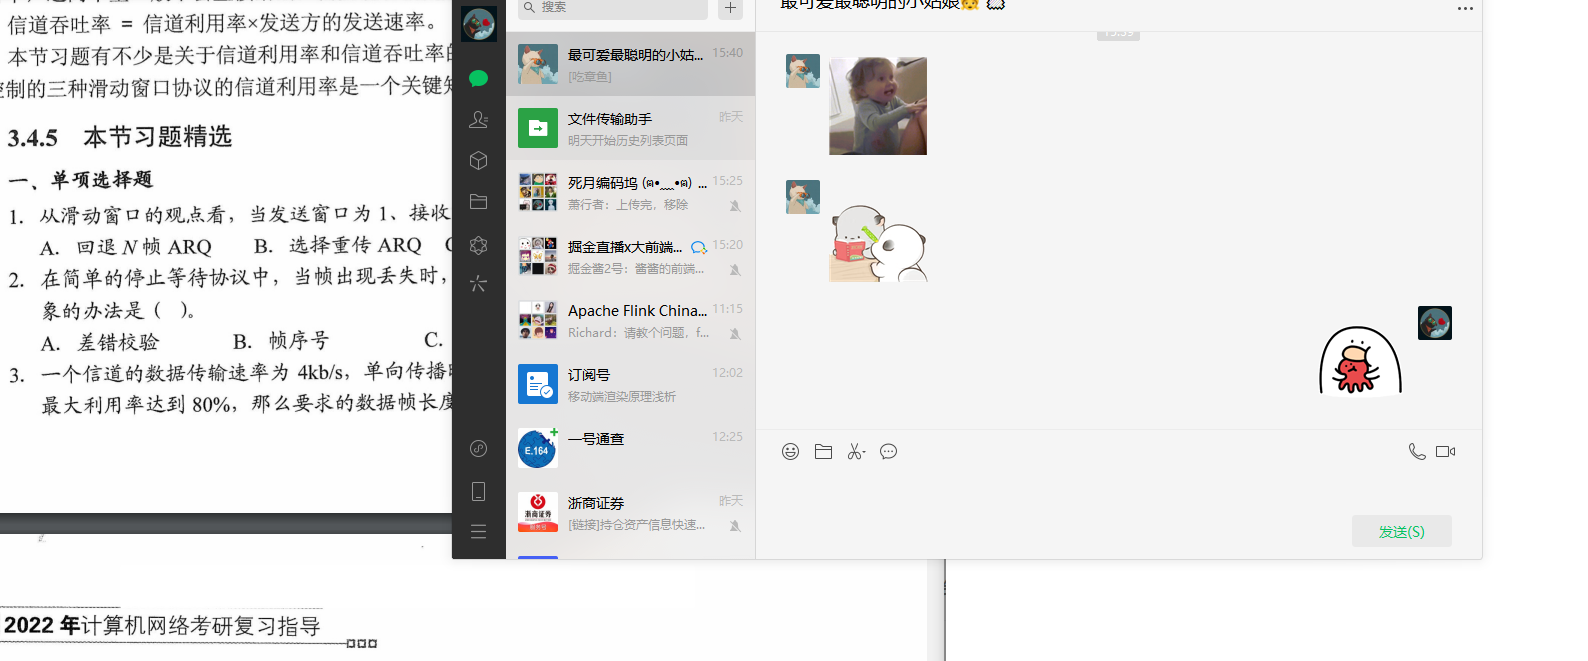 信道吞吐率 = 信道利用率×发送方的发送速率。
本节习题有不少是关于信道利用率和信道吞吐率
控制的三种滑动窗口协议的信道利用率是一个关键
3.4.5 本节习题精选
一、单项选择题
1. 从滑动窗口的观点看，当发送窗口为 1、接收
A. 回退 N 帧 ARQ B. 选择重传 ARQ
2. 在简单的停止等待协议中，当帧出现丢失时，
象的办法是（ ）。
A. 差错校验 B. 帧序号 C.
3. 一个信道的数据传输速率为 4kb/s，单向传播
最大利用率达到 80%，那么要求的数据帧长度
2022 年计算机网络考研复习指导
搜索
最可爱最聪明的小姑... 15:40
[吃章鱼]
文件传输助手 昨天
明天开始历史列表页面
死月编码坞 (ฅ•﹏•ฅ) ... 15:25
萧行者：上传完，移除
掘金直播x大前端... 15:20
掘金酱2号：酱酱的前端...
Apache Flink China... 11:15
Richard：请教个问题，f...
订阅号 12:02
移动端渲染原理浅析
一号通查 12:25
E.164
浙商证券 昨天
[链接]持仓资产信息快速...
浙商证券
最可爱最聪明的小姑娘
发送(S)